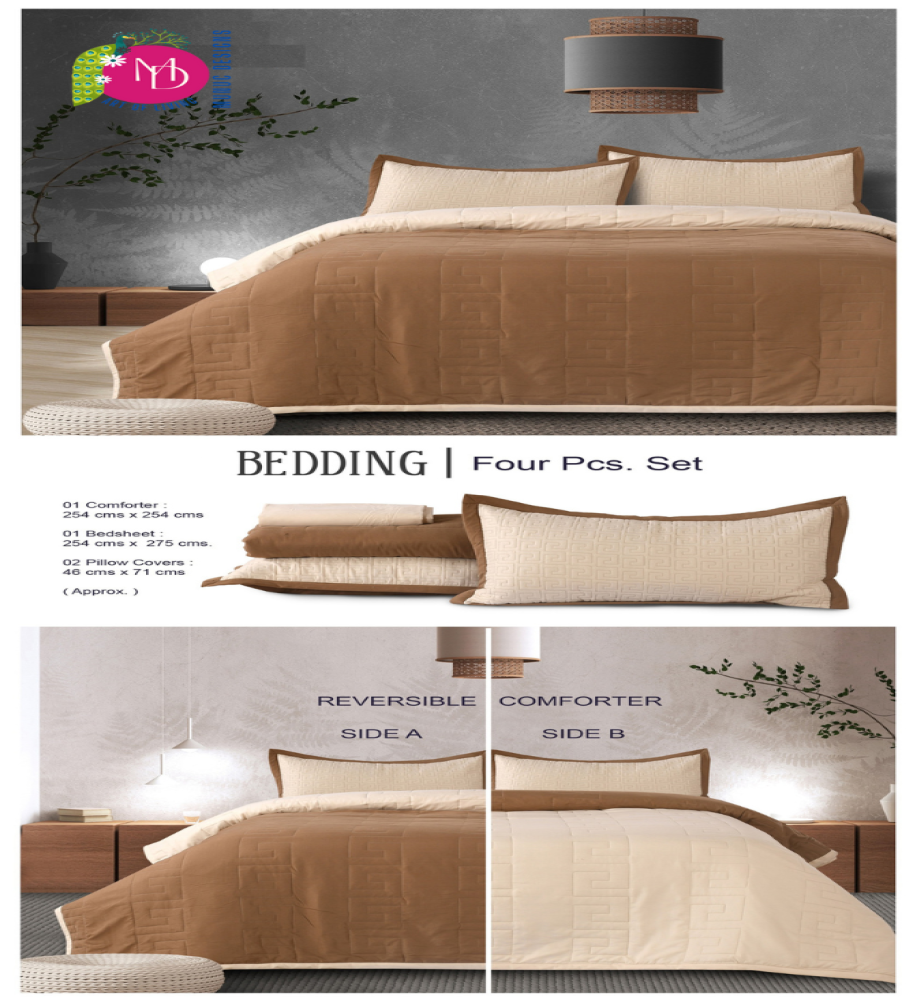 MD
BEDDING | Four Pcs. Set
01 Comforter :
254 cms x 254 cms
01 Bedsheet :
254 cms x 275 cms.
02 Pillow Covers :
46 cms x 71 cms
( Approx. )
REVERSIBLE COMFORTER
SIDE A SIDE B